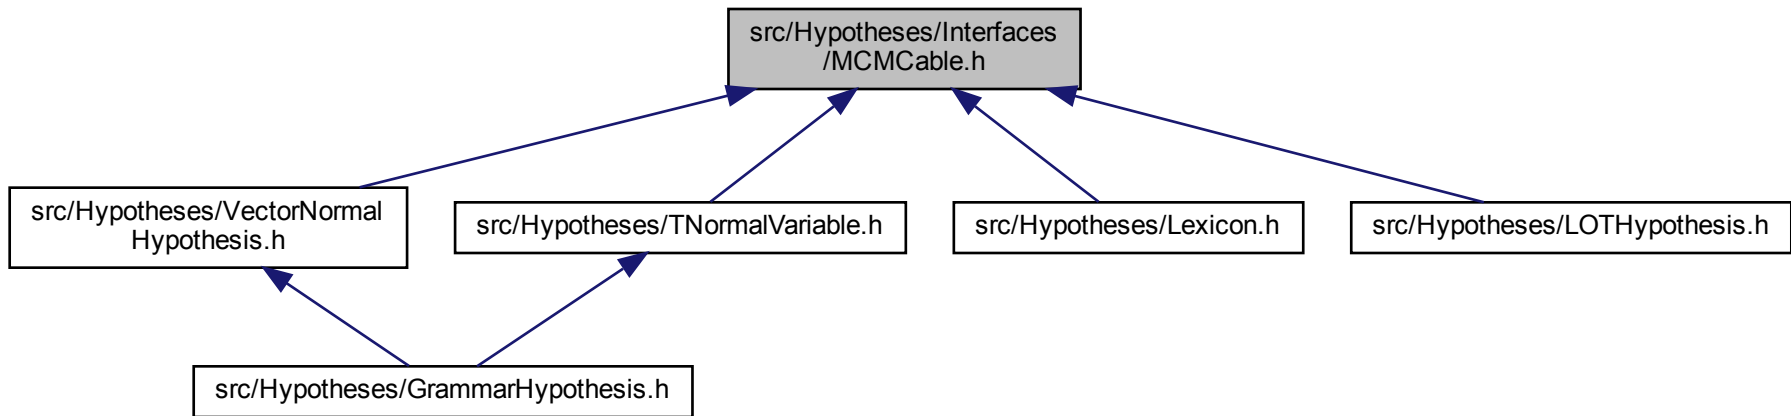 src/Hypotheses/Interfaces
/MCMCable.h
src/Hypotheses/VectorNormal
Hypothesis.h
src/Hypotheses/TNormalVariable.h
src/Hypotheses/Lexicon.h
src/Hypotheses/LOTHypothesis.h
src/Hypotheses/GrammarHypothesis.h